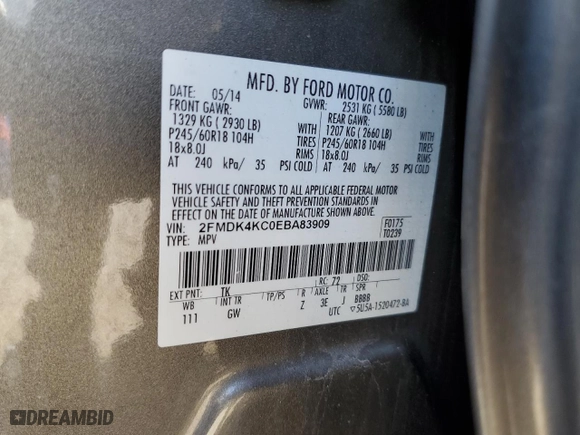 MFD. BY FORD MOTOR CO.
DATE: 05/14 GVWR: 2531 KG ( 5580 LB)
FRONT GAWR: REAR GAWR:
1329 KG ( 2930 LB) 1207 KG ( 2660 LB)
P245/60R18 104H TIRES P245/60R18 104H TIRES
18x8.0J RIMS 18x8.0J RIMS
AT 240 kPa/ 35 PSI COLD AT 240 kPa/ 35 PSI COLD
THIS VEHICLE CONFORMS TO ALL APPLICABLE FEDERAL MOTOR
VEHICLE SAFETY AND THEFT PREVENTION STANDARDS IN
EFFECT ON THE DATE OF MANUFACTURE SHOWN ABOVE.
VIN: 2FMDK4KC0EBA83909 F0175
TYPE: MPV T0239
EXT PNT: TK RC: 72 DSO:
WB INT TR TP/PS R AXLE TR SPR
111 GW Z 3E J BBBB
UTC ▽5U5A-1520472-BA
DREAMBID